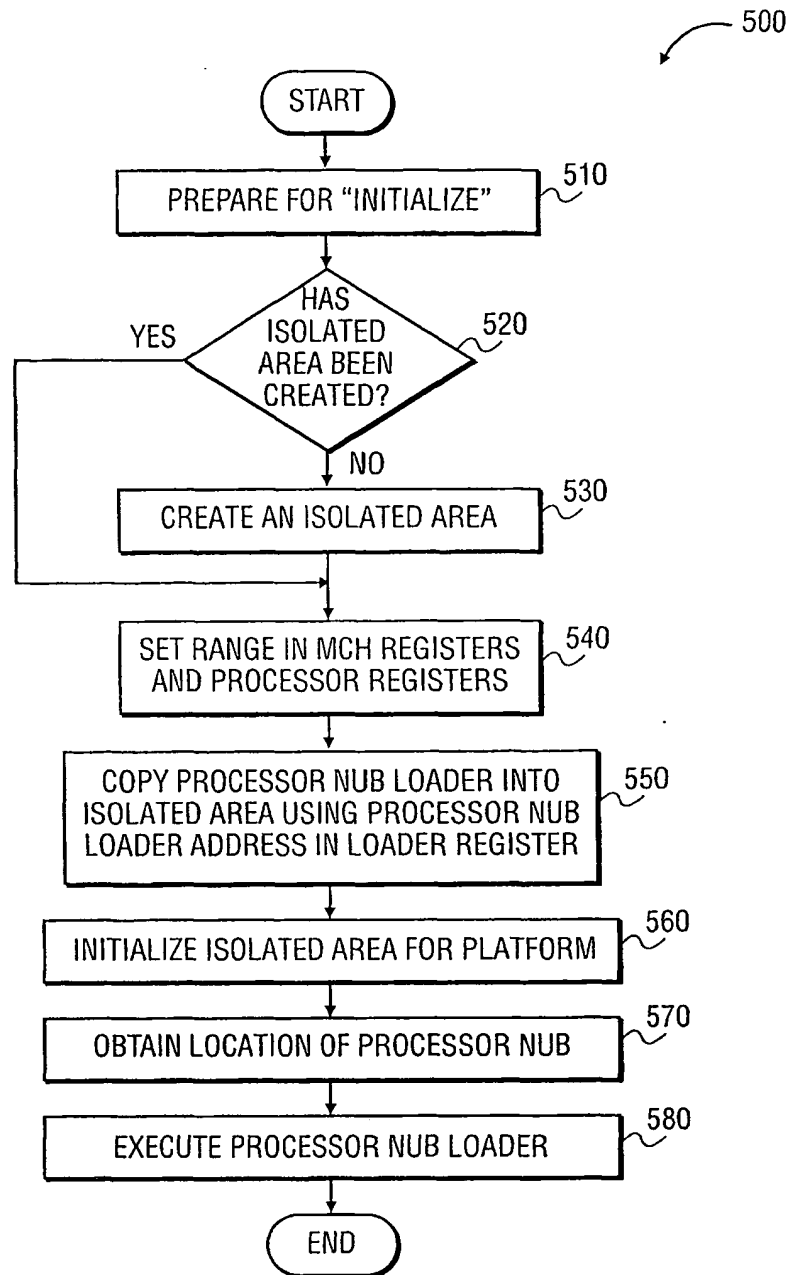 500
START
PREPARE FOR “INITIALIZE”
510
HAS
ISOLATED
AREA BEEN
CREATED?
520
YES
NO
CREATE AN ISOLATED AREA
530
SET RANGE IN MCH REGISTERS
AND PROCESSOR REGISTERS
540
COPY PROCESSOR NUB LOADER INTO
ISOLATED AREA USING PROCESSOR NUB
LOADER ADDRESS IN LOADER REGISTER
550
INITIALIZE ISOLATED AREA FOR PLATFORM
560
OBTAIN LOCATION OF PROCESSOR NUB
570
EXECUTE PROCESSOR NUB LOADER
580
END